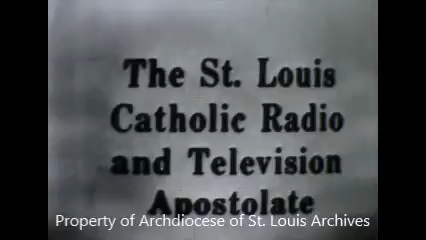 The St. Louis
Catholic Radio
and Television
Apostolate
Property of Archdiocese of St. Louis Archives